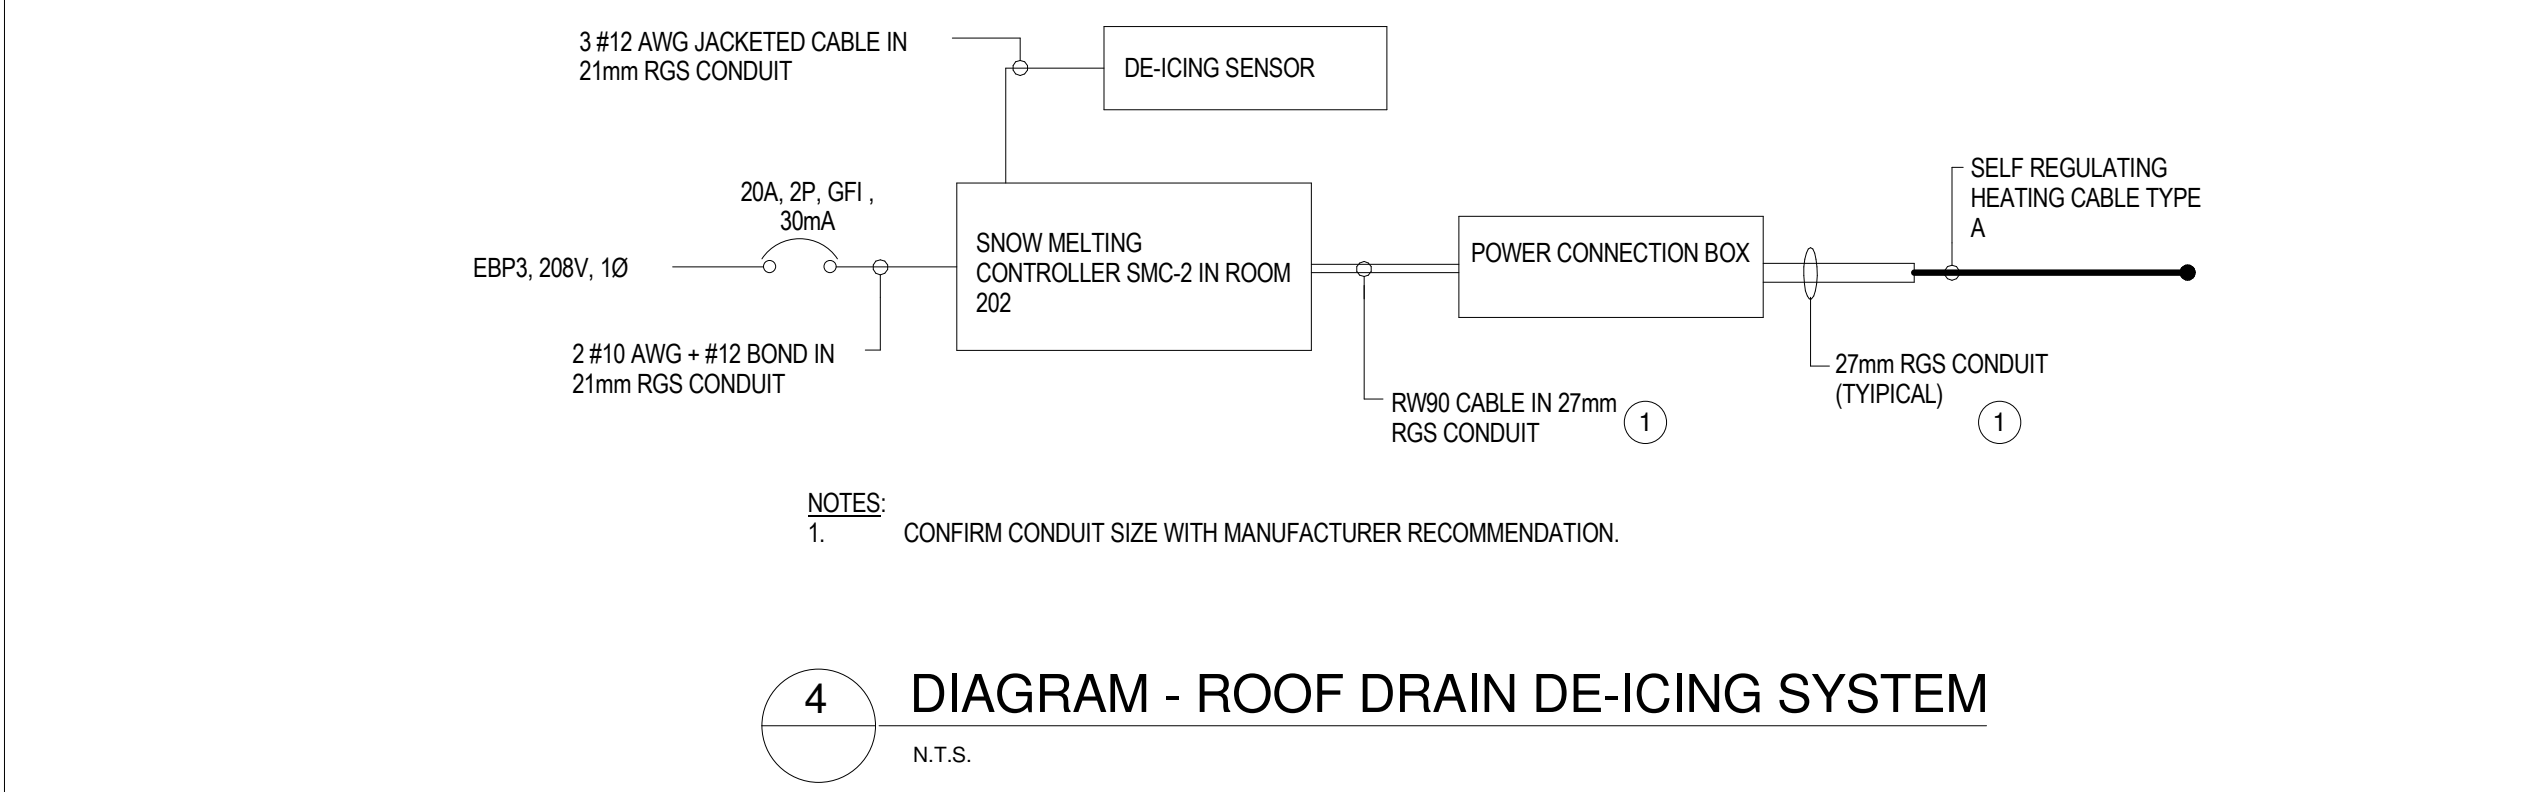 3 #12 AWG JACKETED CABLE IN
21mm RGS CONDUIT
DE-ICING SENSOR
20A, 2P, GFI ,
30mA
EBP3, 208V, 1Ø
2 #10 AWG + #12 BOND IN
21mm RGS CONDUIT
SNOW MELTING
CONTROLLER SMC-2 IN ROOM
202
POWER CONNECTION BOX
SELF REGULATING
HEATING CABLE TYPE
A
RW90 CABLE IN 27mm
RGS CONDUIT
1
27mm RGS CONDUIT
(TYIPICAL)
1
NOTES:
1. CONFIRM CONDUIT SIZE WITH MANUFACTURER RECOMMENDATION.
4
DIAGRAM - ROOF DRAIN DE-ICING SYSTEM
N.T.S.